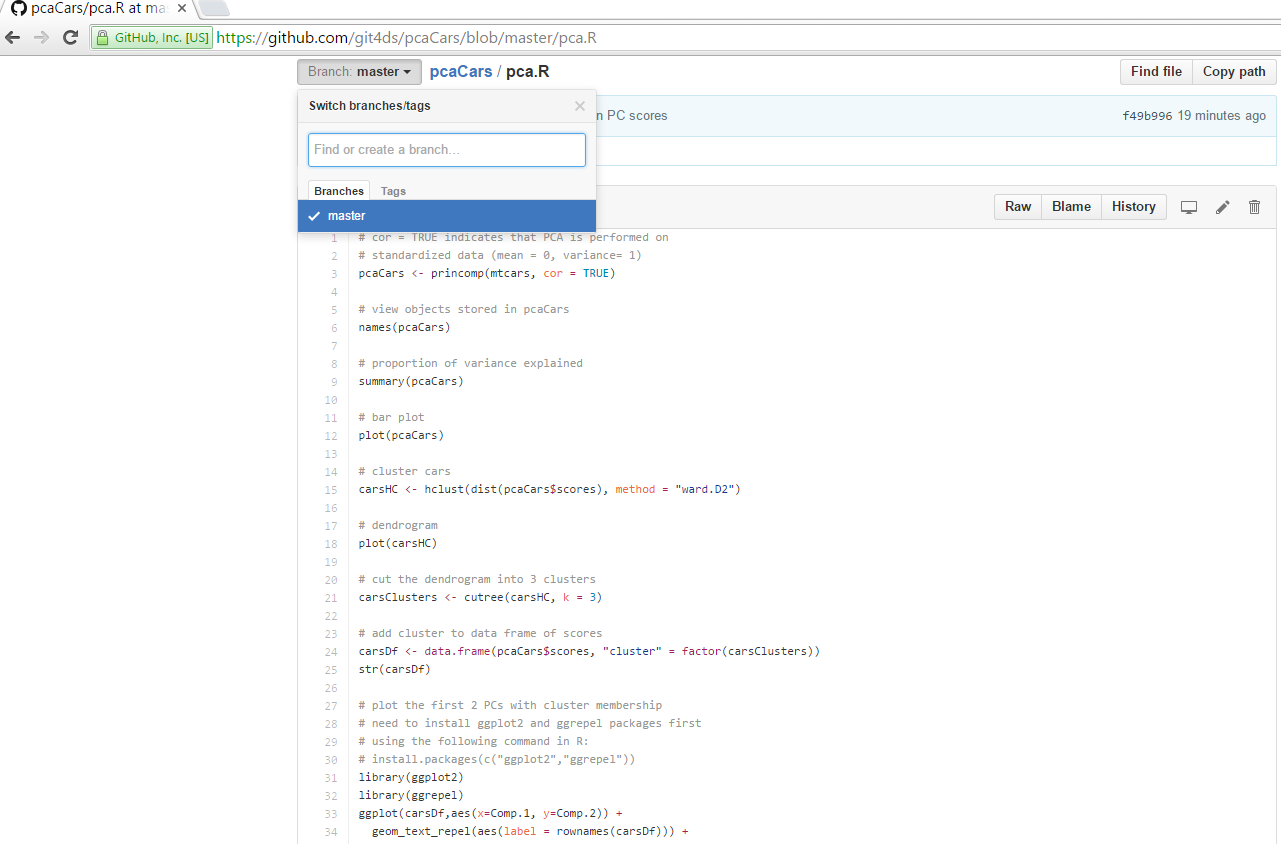 pcaCars/pca.R at ma
GitHub, Inc. [US] https://github.com/git4ds/pcaCars/blob/master/pca.R
Branch: master pcaCars / pca.R Find file Copy path
Switch branches/tags
n PC scores f49b996 19 minutes ago
Find or create a branch...
Branches Tags
master
Raw Blame History
1 # cor = TRUE indicates that PCA is performed on
2 # standardized data (mean = 0, variance= 1)
3 pcaCars <- princomp(mtcars, cor = TRUE)
4
5 # view objects stored in pcaCars
6 names(pcaCars)
7
8 # proportion of variance explained
9 summary(pcaCars)
10
11 # bar plot
12 plot(pcaCars)
13
14 # cluster cars
15 carsHC <- hclust(dist(pcaCars$scores), method = "ward.D2")
16
17 # dendrogram
18 plot(carsHC)
19
20 # cut the dendrogram into 3 clusters
21 carsClusters <- cutree(carsHC, k = 3)
22
23 # add cluster to data frame of scores
24 carsDf <- data.frame(pcaCars$scores, "cluster" = factor(carsClusters))
25 str(carsDf)
26
27 # plot the first 2 PCs with cluster membership
28 # need to install ggplot2 and ggrepel packages first
29 # using the following command in R:
30 # install.packages(c("ggplot2","ggrepel"))
31 library(ggplot2)
32 library(ggrepel)
33 ggplot(carsDf,aes(x=Comp.1, y=Comp.2)) +
34 geom_text_repel(aes(label = rownames(carsDf))) +